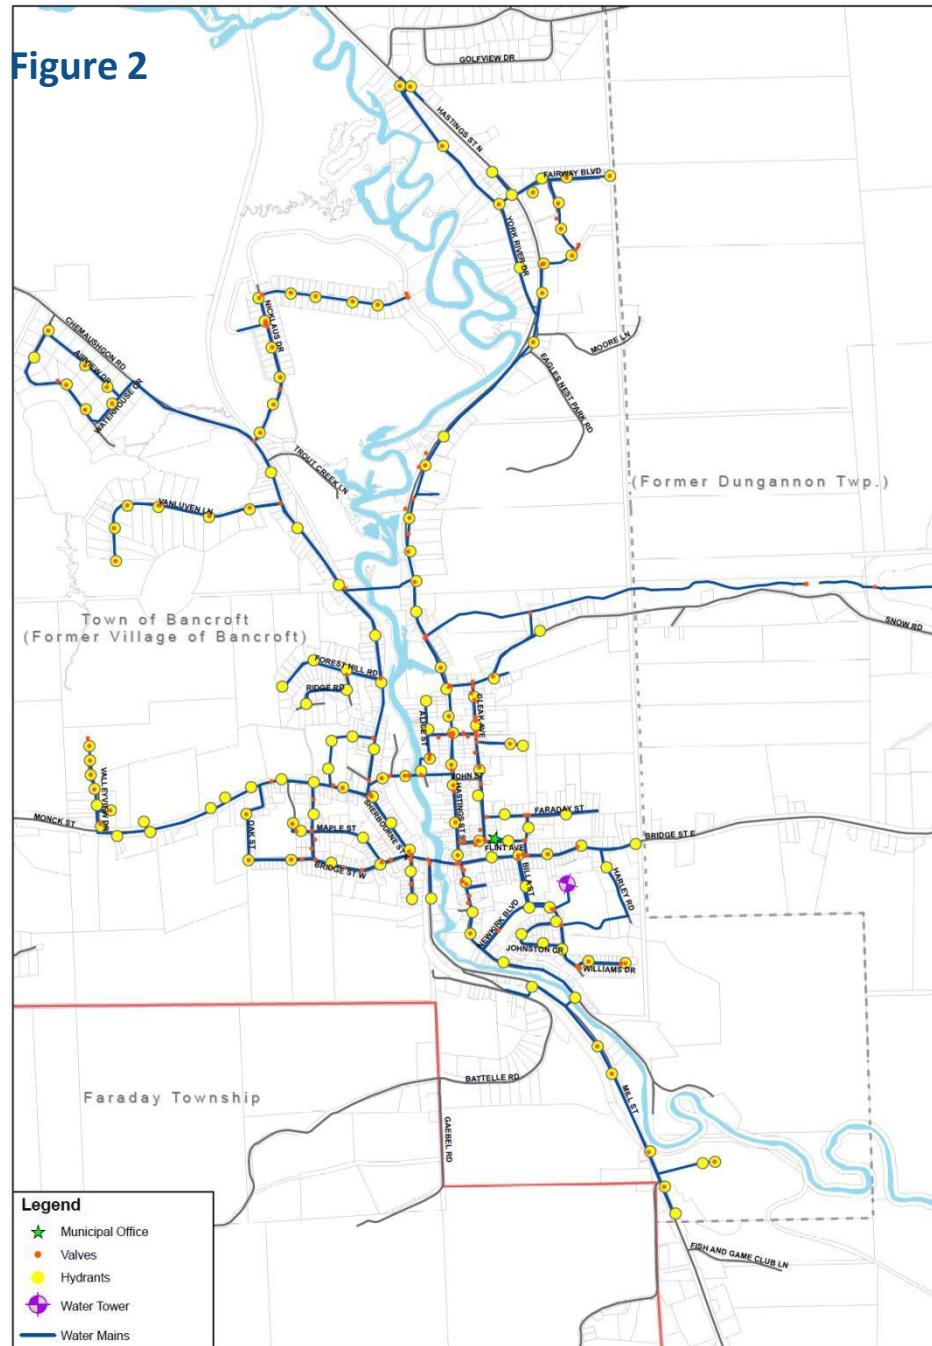 Figure 2
GOLFVIEW DR
HASTINGS ST N
FAIRWAY BLVD
YORK RIVER DR
NICKLAUS DR
CHEMAUSHGON RD
AIRVIEW DR
WATERHOUSE CR
MOORE LN
EAGLES NEST PARK RD
TROUT CREEK LN
(Former Dungannon Twp.)
VANLUVEN LN
Town of Bancroft
(Former Village of Bancroft)
SNOW RD
FOREST HILL RD
RIDGE RD
CLEAK AVE
ALICE ST
VALLEYVIEW DR
JOHN ST
HASTINGS ST S
SHERBOURNE ST
FARADAY ST
MONCK ST
OAK ST
MAPLE ST
BRIDGE ST E
FLINT AVE
BRIDGE ST W
BILLA ST
HARLEY RD
NEWKIRK BLVD
JOHNSTON CR
WILLIAMS DR
BATTELLE RD
Faraday Township
GAEBEL RD
MILL ST
FISH AND GAME CLUB LN
Legend
Municipal Office
Valves
Hydrants
Water Tower
Water Mains